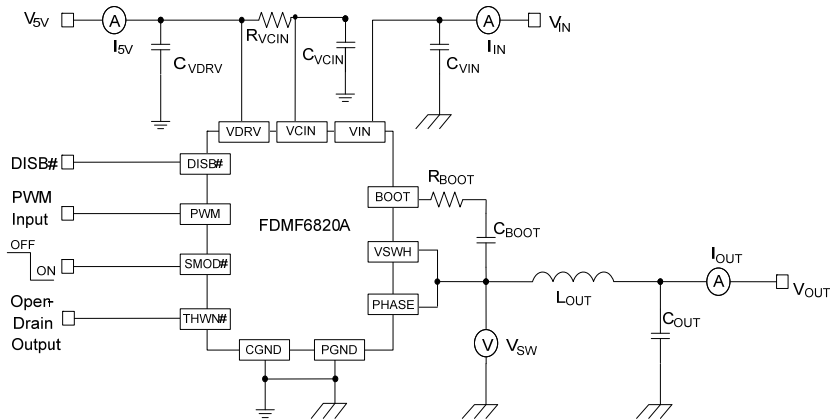 V5V
A
I5V
RVCIN
CVDRV
CVCIN
CVIN
A
IIN
VIN
VDRV
VCIN
VIN
DISB#
DISB#
PWM
Input
PWM
OFF
ON
SMOD#
Open-
Drain
Output
THWN#
FDMF6820A
BOOT
RBOOT
CBOOT
VSWH
PHASE
CGND
PGND
V
VSW
LOUT
COUT
IOUT
A
VOUT